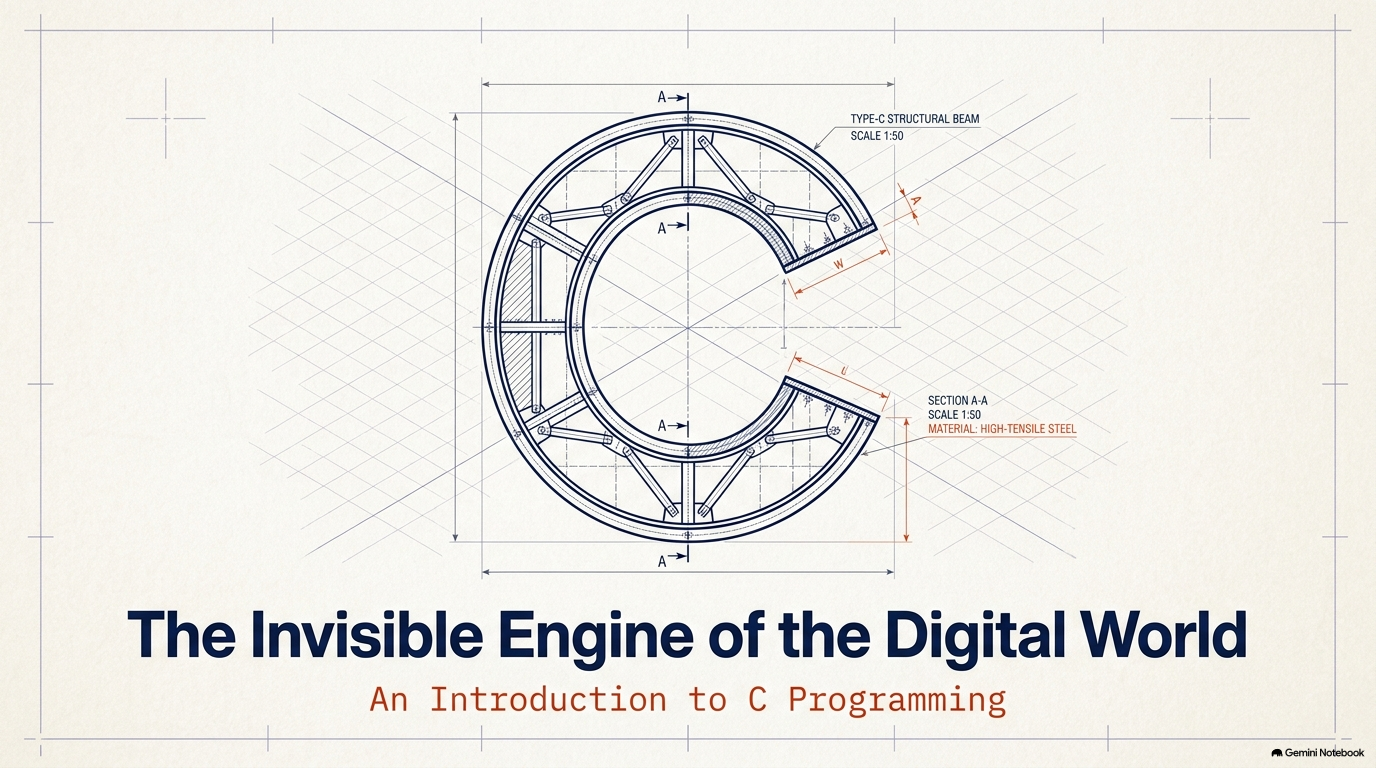 A
TYPE-C STRUCTURAL BEAM
SCALE 1:50
A
A
W
A
SECTION A-A
SCALE 1:50
MATERIAL: HIGH-TENSILE STEEL
A
The Invisible Engine of the Digital World
An Introduction to C Programming
Gemini Notebook